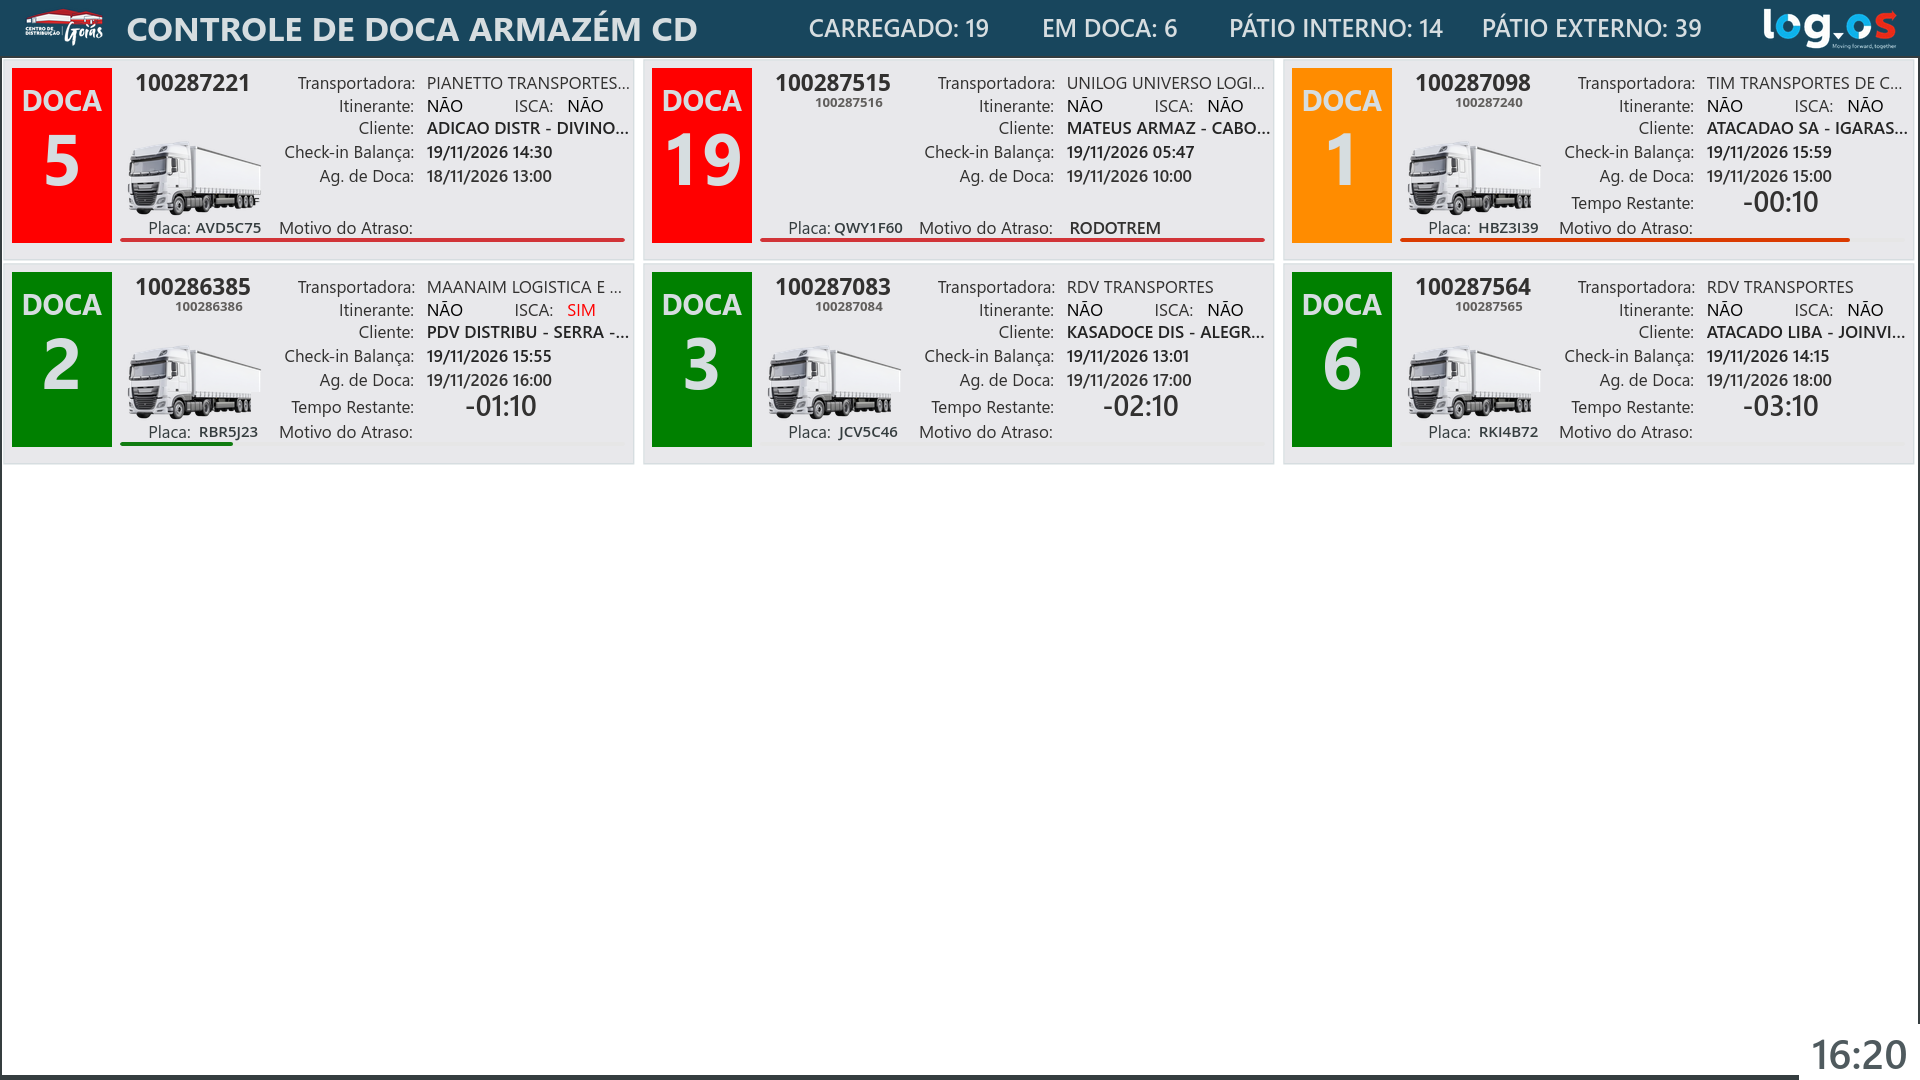 CENTRO DE DISTRIBUIÇÃO Goiás
CONTROLE DE DOCA ARMAZÉM CD
CARREGADO: 19
EM DOCA: 6
PÁTIO INTERNO: 14
PÁTIO EXTERNO: 39
log.os
Moving forward, together
DOCA
5
100287221
Transportadora: PIANETTO TRANSPORTES...
Itinerante: NÃO ISCA: NÃO
Cliente: ADICAO DISTR - DIVINO...
Check-in Balança: 19/11/2026 14:30
Ag. de Doca: 18/11/2026 13:00
Placa: AVD5C75 Motivo do Atraso:
DOCA
19
100287515
100287516
Transportadora: UNILOG UNIVERSO LOGI...
Itinerante: NÃO ISCA: NÃO
Cliente: MATEUS ARMAZ - CABO...
Check-in Balança: 19/11/2026 05:47
Ag. de Doca: 19/11/2026 10:00
Placa: QWY1F60 Motivo do Atraso: RODOTREM
DOCA
1
100287098
100287240
Transportadora: TIM TRANSPORTES DE C...
Itinerante: NÃO ISCA: NÃO
Cliente: ATACADAO SA - IGARAS...
Check-in Balança: 19/11/2026 15:59
Ag. de Doca: 19/11/2026 15:00
Tempo Restante: -00:10
Placa: HBZ3I39 Motivo do Atraso:
DOCA
2
100286385
100286386
Transportadora: MAANAIM LOGISTICA E ...
Itinerante: NÃO ISCA: SIM
Cliente: PDV DISTRIBU - SERRA -...
Check-in Balança: 19/11/2026 15:55
Ag. de Doca: 19/11/2026 16:00
Tempo Restante: -01:10
Placa: RBR5J23 Motivo do Atraso:
DOCA
3
100287083
100287084
Transportadora: RDV TRANSPORTES
Itinerante: NÃO ISCA: NÃO
Cliente: KASADOCE DIS - ALEGR...
Check-in Balança: 19/11/2026 13:01
Ag. de Doca: 19/11/2026 17:00
Tempo Restante: -02:10
Placa: JCV5C46 Motivo do Atraso:
DOCA
6
100287564
100287565
Transportadora: RDV TRANSPORTES
Itinerante: NÃO ISCA: NÃO
Cliente: ATACADO LIBA - JOINVI...
Check-in Balança: 19/11/2026 14:15
Ag. de Doca: 19/11/2026 18:00
Tempo Restante: -03:10
Placa: RKI4B72 Motivo do Atraso:
16:20